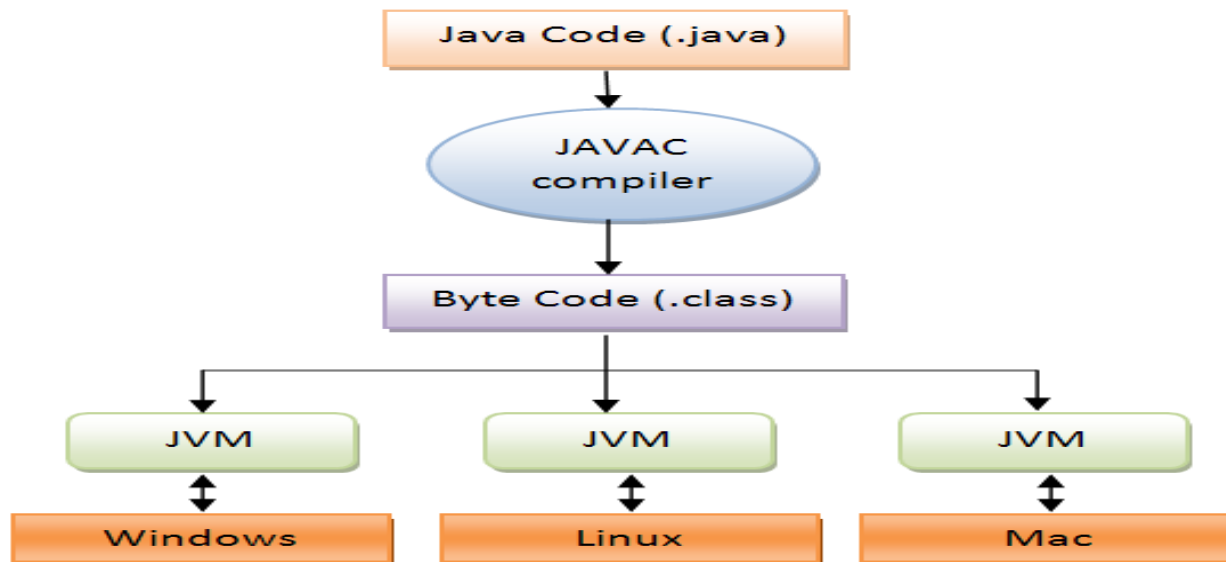 Java Code (.java)
JAVAC
compiler
Byte Code (.class)
JVM
JVM
JVM
Windows
Linux
Mac